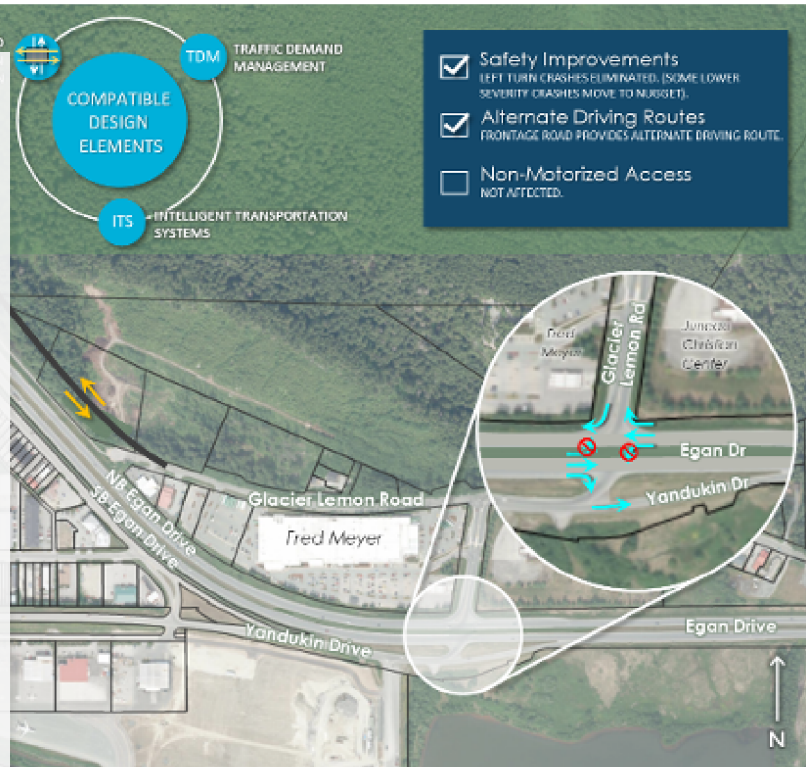 TDM
TRAFFIC DEMAND
MANAGEMENT
COMPATIBLE
DESIGN
ELEMENTS
ITS
INTELLIGENT TRANSPORTATION
SYSTEMS
Safety Improvements
LEFT TURN CRASHES ELIMINATED. (SOME LOWER
SEVERITY CRASHES MOVE TO NUGGET).
Alternate Driving Routes
FRONTAGE ROAD PROVIDES ALTERNATE DRIVING ROUTE.
Non-Motorized Access
NOT AFFECTED.
Fred
Meyer
Glacier
Lemon Rd
Juneau
Christian
Center
Egan Dr
Yandukin Dr
NB Egan Drive
SB Egan Drive
Glacier Lemon Road
Fred Meyer
Yandukin Drive
Egan Drive
N